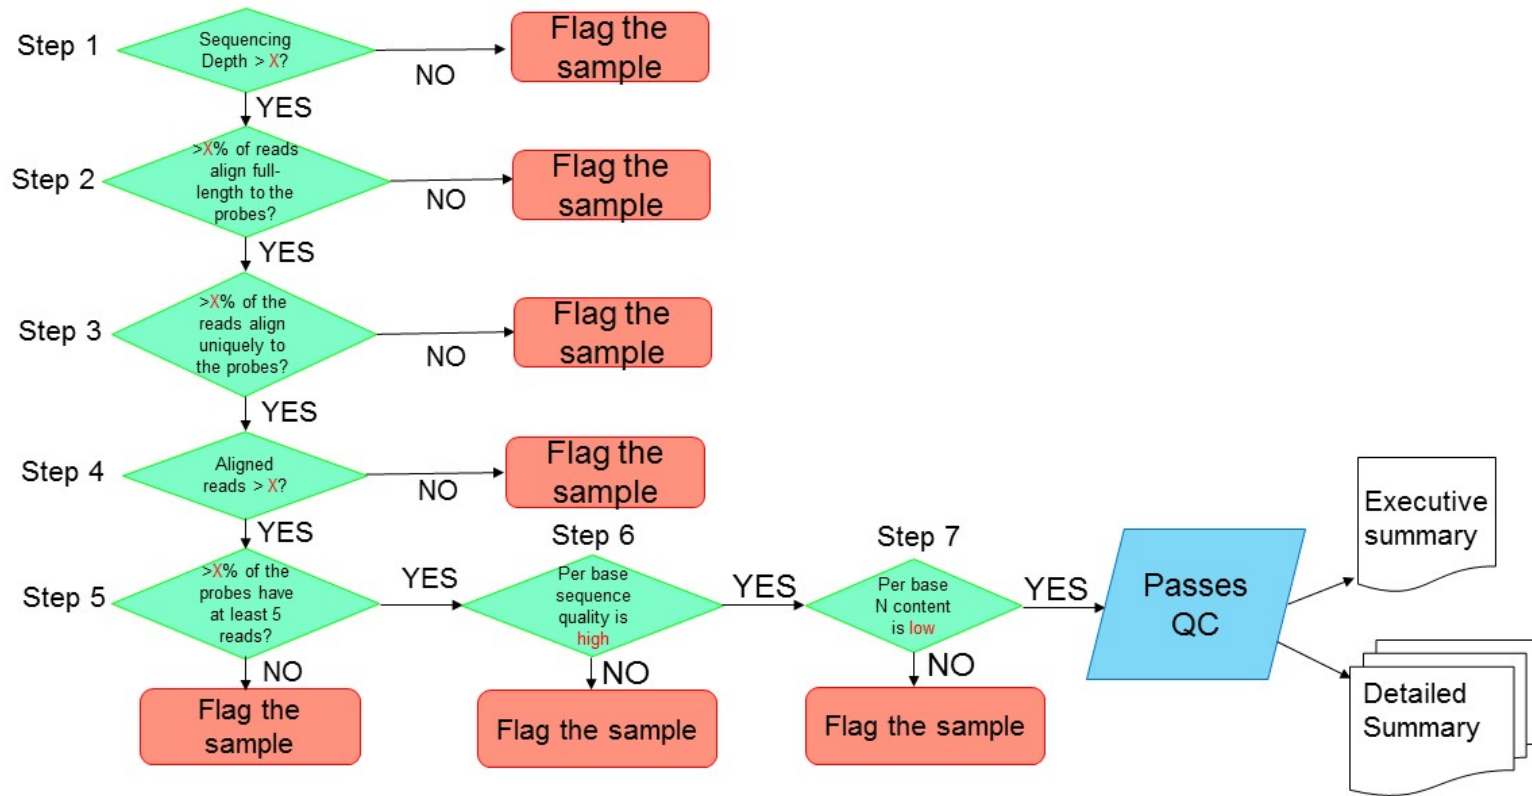 Step 1
Sequencing
Depth > X?
NO
Flag the
sample
YES
Step 2
>X% of reads
align full-
length to the
probes?
NO
Flag the
sample
YES
Step 3
>X% of the
reads align
uniquely to
the probes?
NO
Flag the
sample
YES
Step 4
Aligned
reads > X?
NO
Flag the
sample
YES
Step 5
>X% of the
probes have
at least 5
reads?
NO
Flag the
sample
YES
Step 6
Per base
sequence
quality is
high
NO
Flag the sample
YES
Step 7
Per base
N content
is low
NO
Flag the sample
YES
Passes
QC
Executive
summary
Detailed
Summary